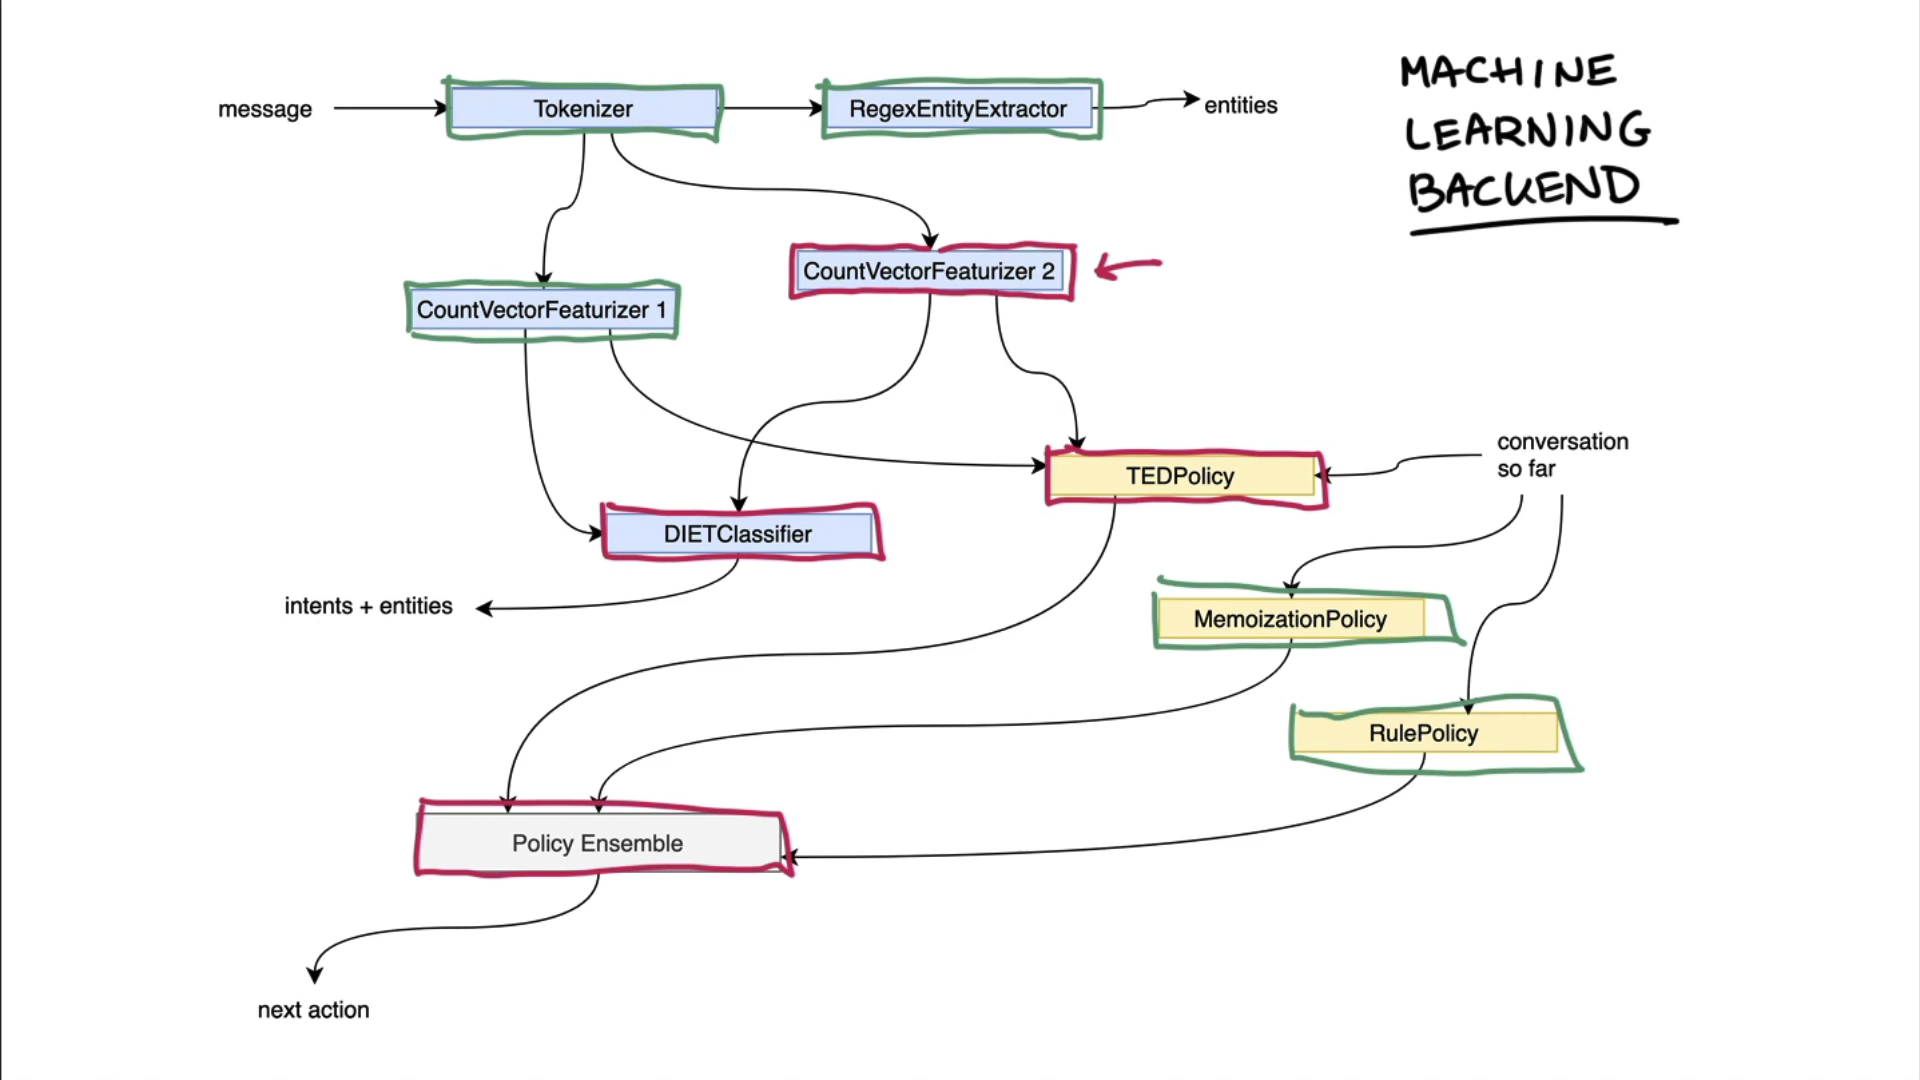 MACHINE
LEARNING
BACKEND
message
Tokenizer
RegexEntityExtractor
entities
CountVectorFeaturizer 2
CountVectorFeaturizer 1
conversation
so far
TEDPolicy
DIETClassifier
intents + entities
MemoizationPolicy
RulePolicy
Policy Ensemble
next action